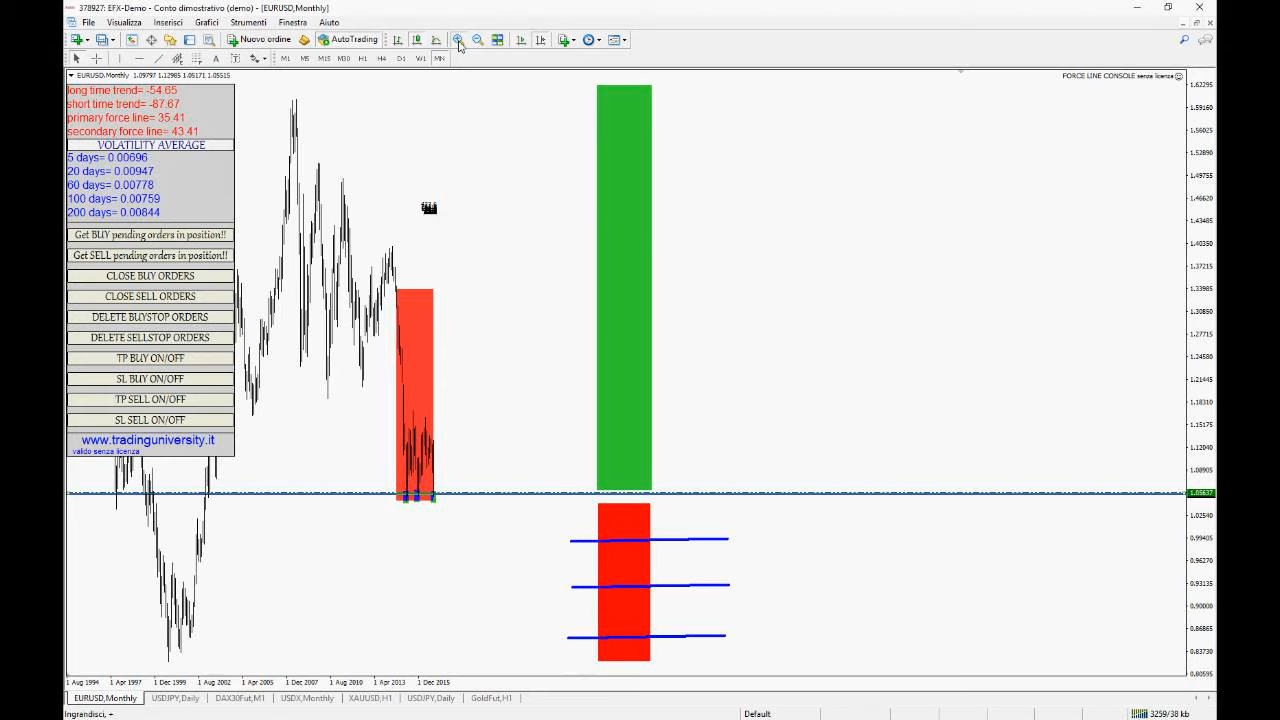 378927: EFX-Demo - Conto dimostrativo (demo) - [EURUSD,Monthly]
File Visualizza Inserisci Grafici Strumenti Finestra Aiuto
Nuovo ordine AutoTrading
A T M1 M5 M15 M30 H1 H4 D1 W1 MN
EURUSD,Monthly 1.09797 1.12985 1.05171 1.05515
FORCE LINE CONSOLE senza licenza
long time trend= -54.65
short time trend= -87.67
primary force line= 35.41
secondary force line= 43.41
VOLATILITY AVERAGE
5 days= 0.00696
20 days= 0.00947
60 days= 0.00778
100 days= 0.00759
200 days= 0.00844
Get BUY pending orders in position!!
Get SELL pending orders in position!!
CLOSE BUY ORDERS
CLOSE SELL ORDERS
DELETE BUYSTOP ORDERS
DELETE SELLSTOP ORDERS
TP BUY ON/OFF
SL BUY ON/OFF
TP SELL ON/OFF
SL SELL ON/OFF
www.tradinguniversity.it
valido senza licenza
1.62295
1.59160
1.56025
1.52890
1.49755
1.46620
1.43485
1.40350
1.37215
1.33985
1.30850
1.27715
1.24580
1.21445
1.18310
1.15175
1.12040
1.08905
1.05637
1.02540
0.99405
0.96270
0.93135
0.90000
0.86865
0.83730
0.80595
1 Aug 1994 1 Apr 1997 1 Dec 1999 1 Aug 2002 1 Apr 2005 1 Dec 2007 1 Aug 2010 1 Apr 2013 1 Dec 2015
EURUSD,Monthly USDJPY,Daily DAX30Fut,M1 USDX,Monthly XAUUSD,H1 USDJPY,Daily GoldFut,H1
Ingrandisci, + Default 3259/38 kb